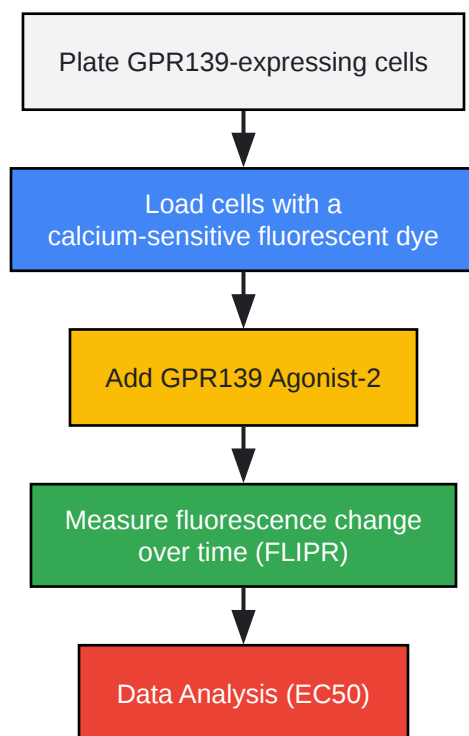 Plate GPR139-expressing cells
Load cells with a
calcium-sensitive fluorescent dye
Add GPR139 Agonist-2
Measure fluorescence change
over time (FLIPR)
Data Analysis (EC50)